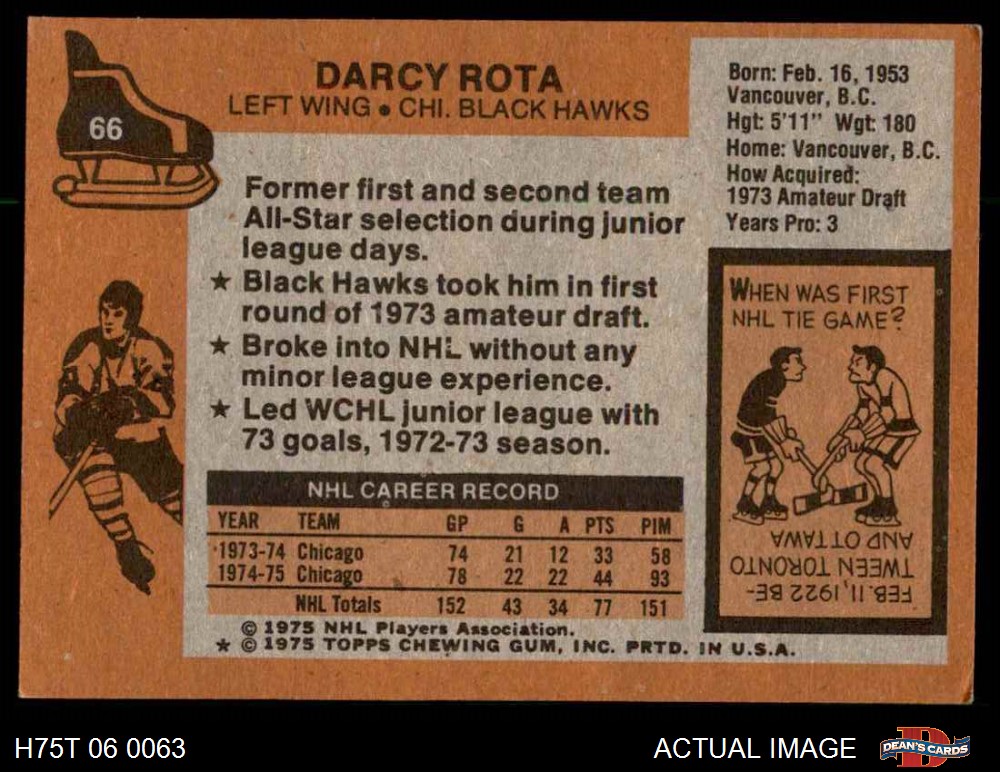 66
DARCY ROTA
LEFT WING • CHI. BLACK HAWKS
Born: Feb. 16, 1953
Vancouver, B.C.
Hgt: 5'11" Wgt: 180
Home: Vancouver, B.C.
How Acquired:
1973 Amateur Draft
Years Pro: 3
Former first and second team
All-Star selection during junior
league days.
★ Black Hawks took him in first
round of 1973 amateur draft.
★ Broke into NHL without any
minor league experience.
★ Led WCHL junior league with
73 goals, 1972-73 season.
NHL CAREER RECORD
YEAR TEAM GP G A PTS PIM
1973-74 Chicago 74 21 12 33 58
1974-75 Chicago 78 22 22 44 93
NHL Totals 152 43 34 77 151
© 1975 NHL Players Association.
★ © 1975 TOPPS CHEWING GUM, INC. PRTD. IN U.S.A.
WHEN WAS FIRST
NHL TIE GAME?
FEB. 11, 1922 BE-
TWEEN TORONTO
AND OTTAWA
H75T 06 0063
ACTUAL IMAGE
DEAN'S CARDS